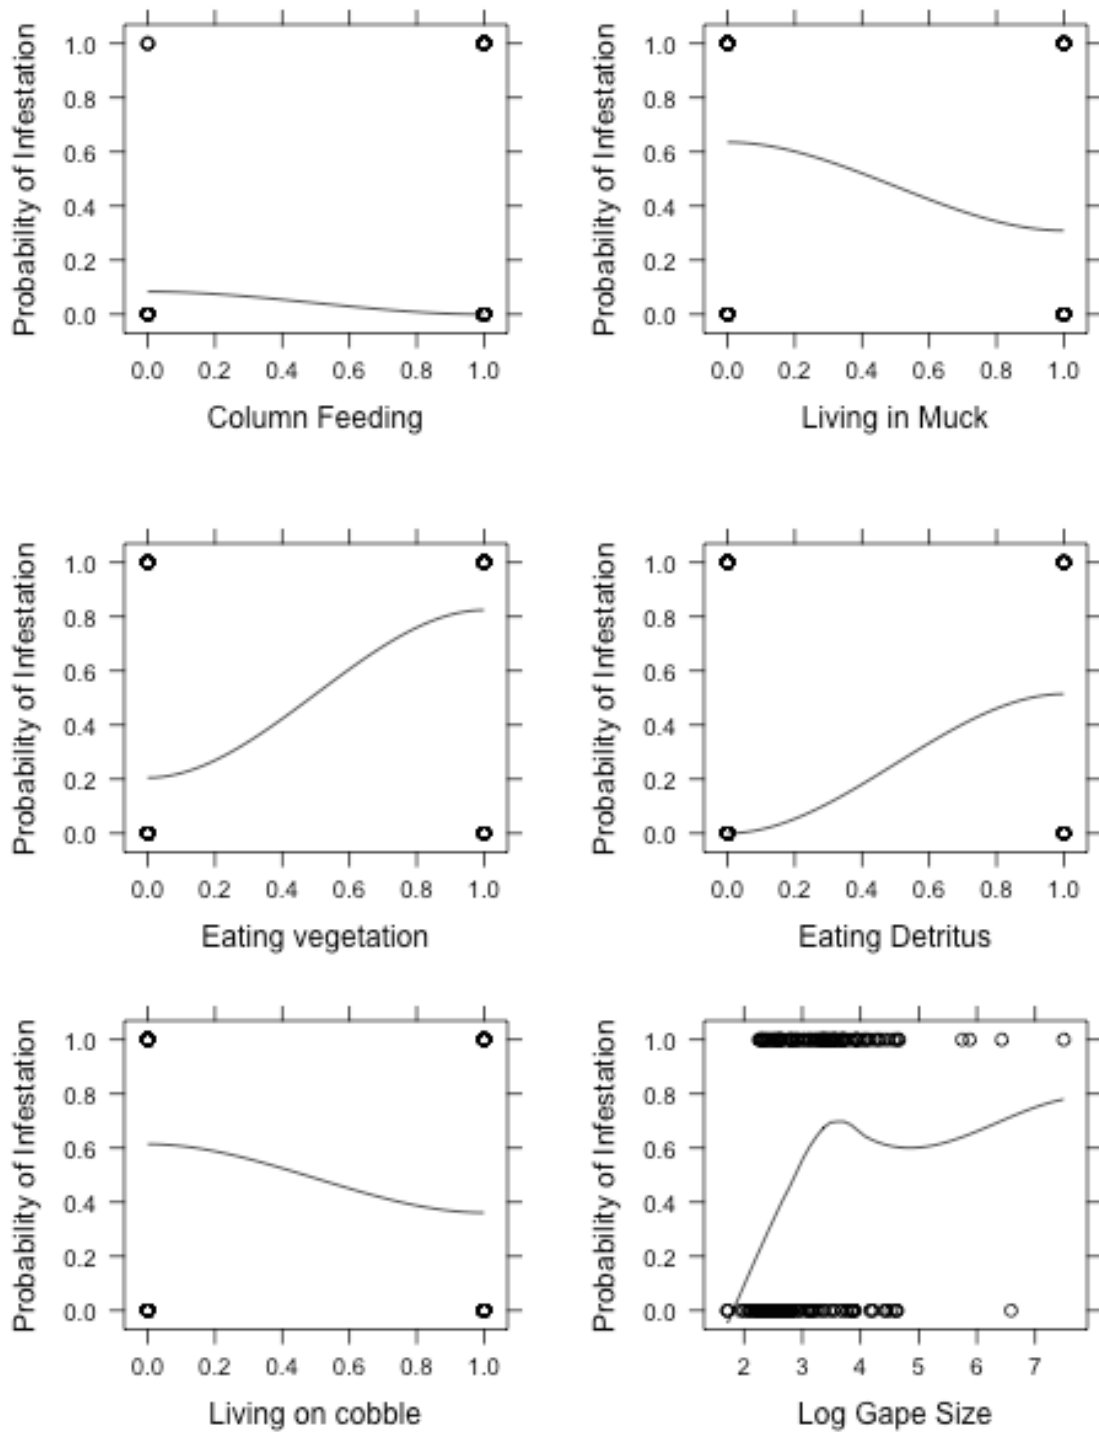 Probability of Infestation
1.0
0.8
0.6
0.4
0.2
0.0
0.0 0.2 0.4 0.6 0.8 1.0
Column Feeding
Probability of Infestation
1.0
0.8
0.6
0.4
0.2
0.0
0.0 0.2 0.4 0.6 0.8 1.0
Living in Muck
Probability of Infestation
1.0
0.8
0.6
0.4
0.2
0.0
0.0 0.2 0.4 0.6 0.8 1.0
Eating vegetation
Probability of Infestation
1.0
0.8
0.6
0.4
0.2
0.0
0.0 0.2 0.4 0.6 0.8 1.0
Eating Detritus
Probability of Infestation
1.0
0.8
0.6
0.4
0.2
0.0
0.0 0.2 0.4 0.6 0.8 1.0
Living on cobble
Probability of Infestation
1.0
0.8
0.6
0.4
0.2
0.0
2 3 4 5 6 7
Log Gape Size